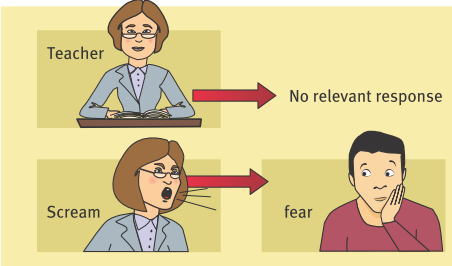 Teacher
No relevant response
Scream
fear